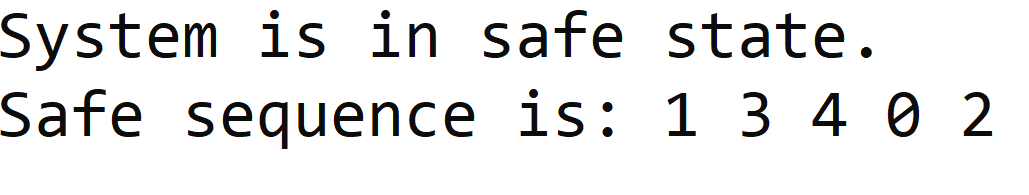 System is in safe state.
Safe sequence is: 1 3 4 0 2